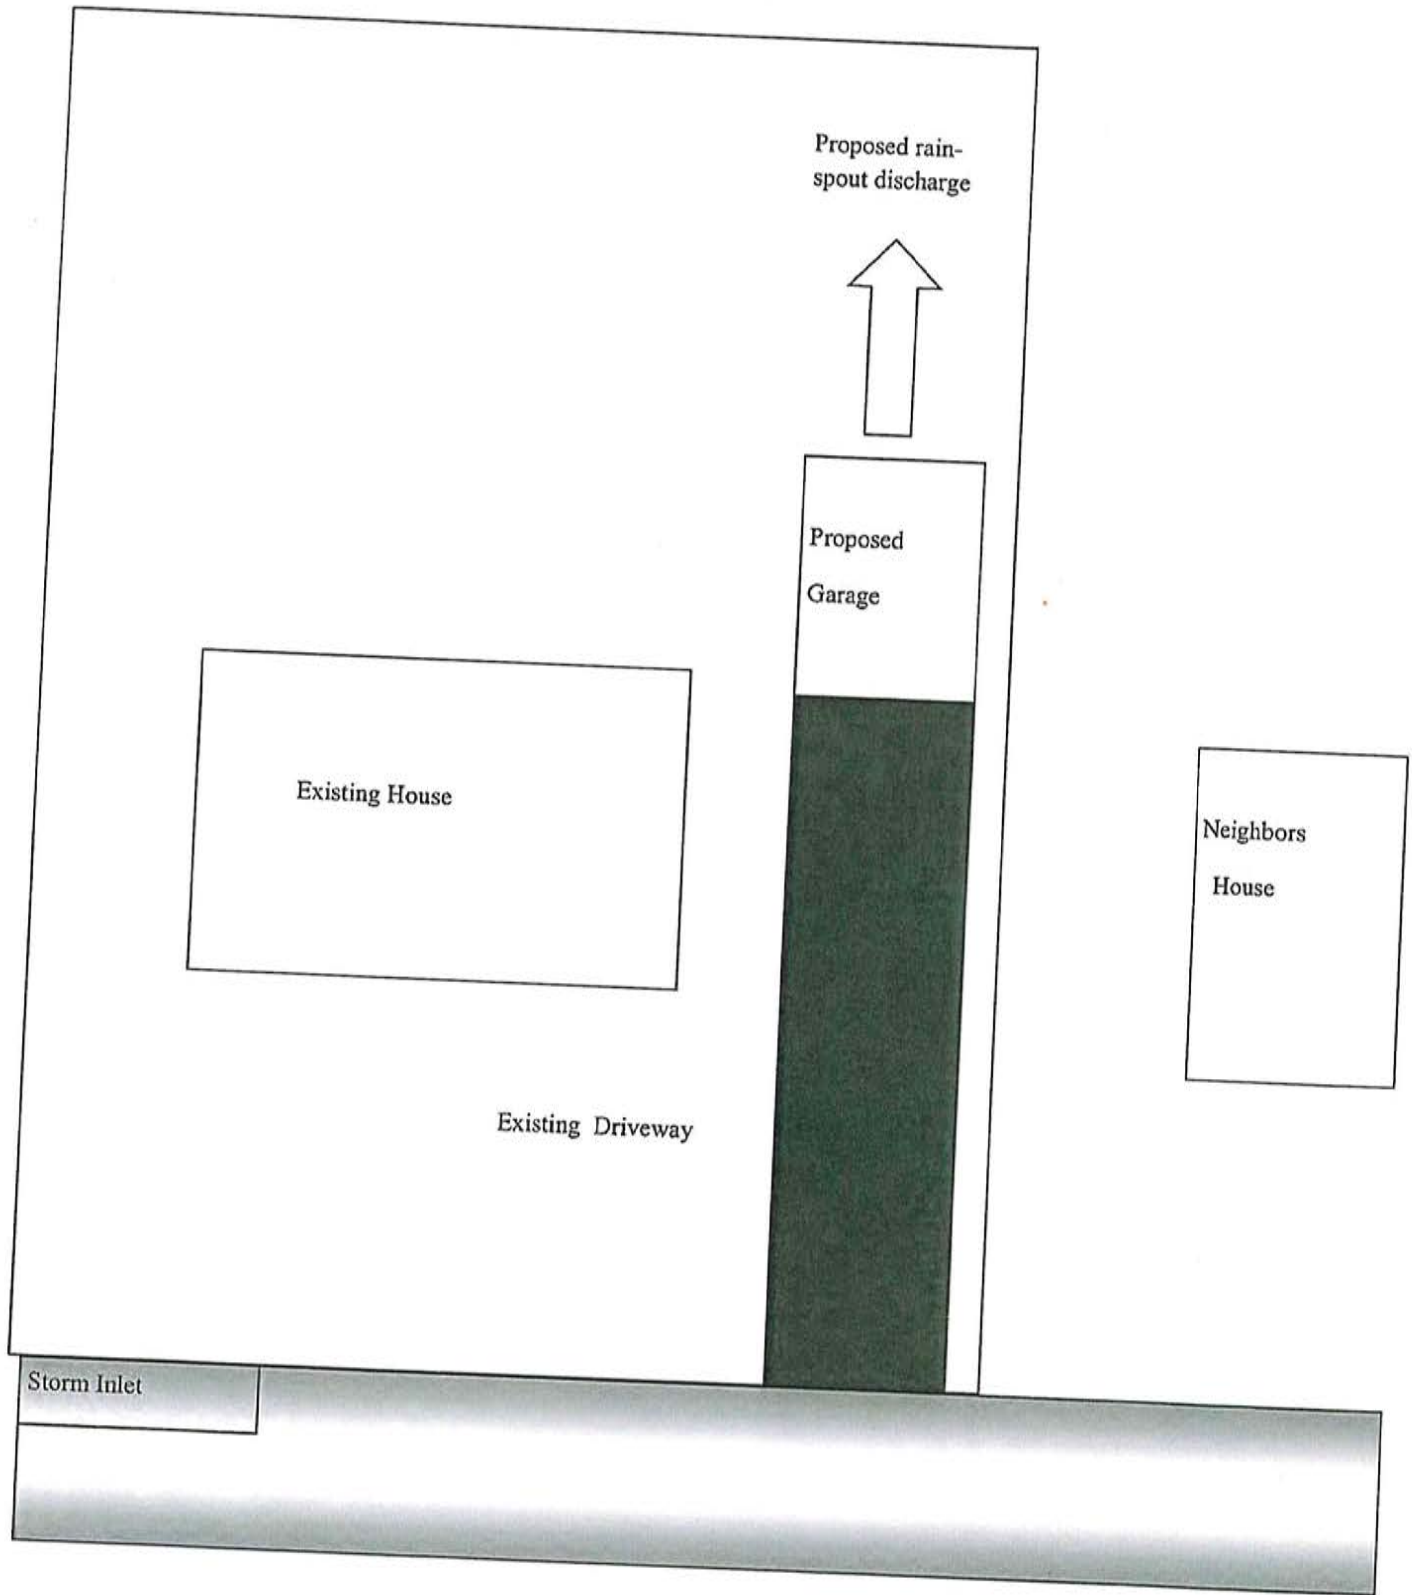 Proposed rain-
spout discharge
Proposed
Garage
Existing House
Neighbors
House
Existing Driveway
Storm Inlet